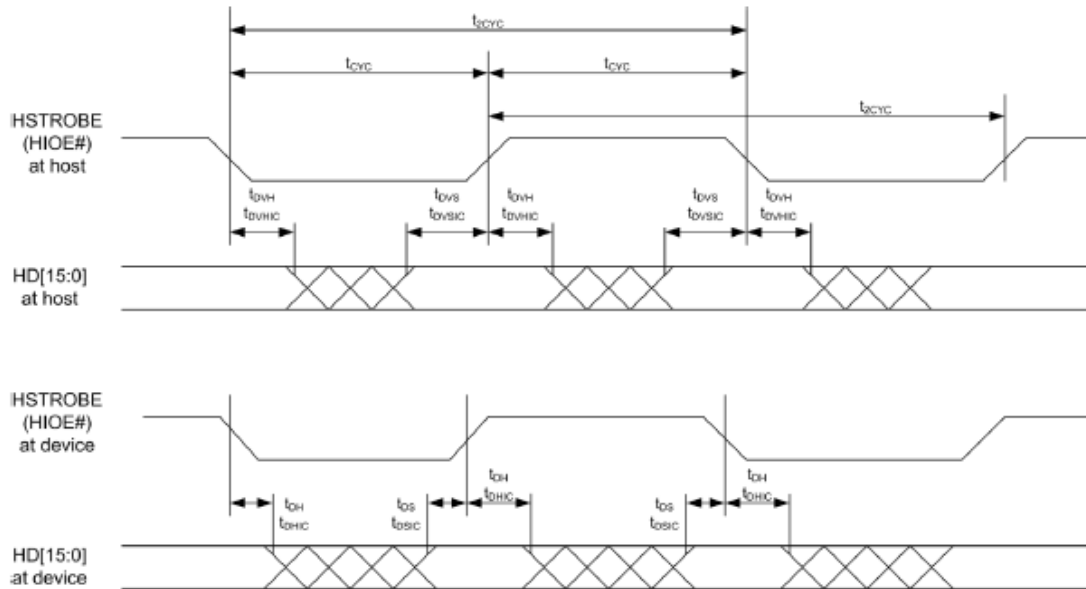 t2CYC
tCYC
tCYC
t2CYC
HSTROBE
(HIOE#)
at host
tDVH
tDVHIC
tDVS
tDVSIC
tDVH
tDVHIC
tDVS
tDVSIC
tDVH
tDVHIC
HD[15:0]
at host
HSTROBE
(HIOE#)
at device
tDH
tDHIC
tDS
tDSIC
tDH
tDHIC
tDS
tDSIC
tDH
tDHIC
HD[15:0]
at device